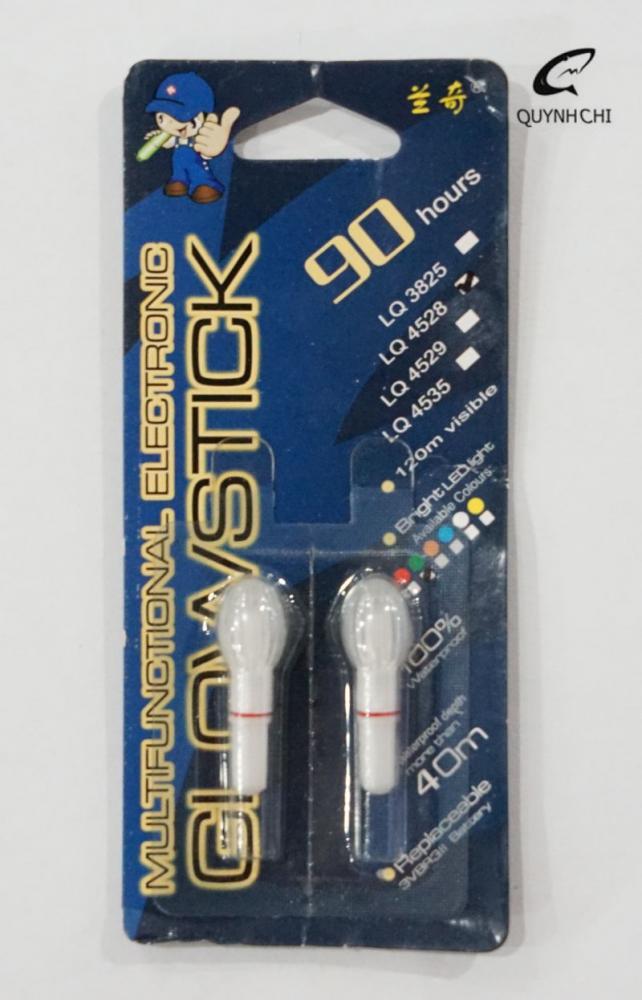 兰奇®
QUYNH CHI
90 hours
LQ 3825
LQ 4528
LQ 4529
LQ 4535
120m visible
Bright LED light
Available Colours:
100%
Waterproof
Waterproof depth
more than
40m
Replaceable
Battery
MULTIFUNCTIONAL ELECTRONIC
GLOWSTICK